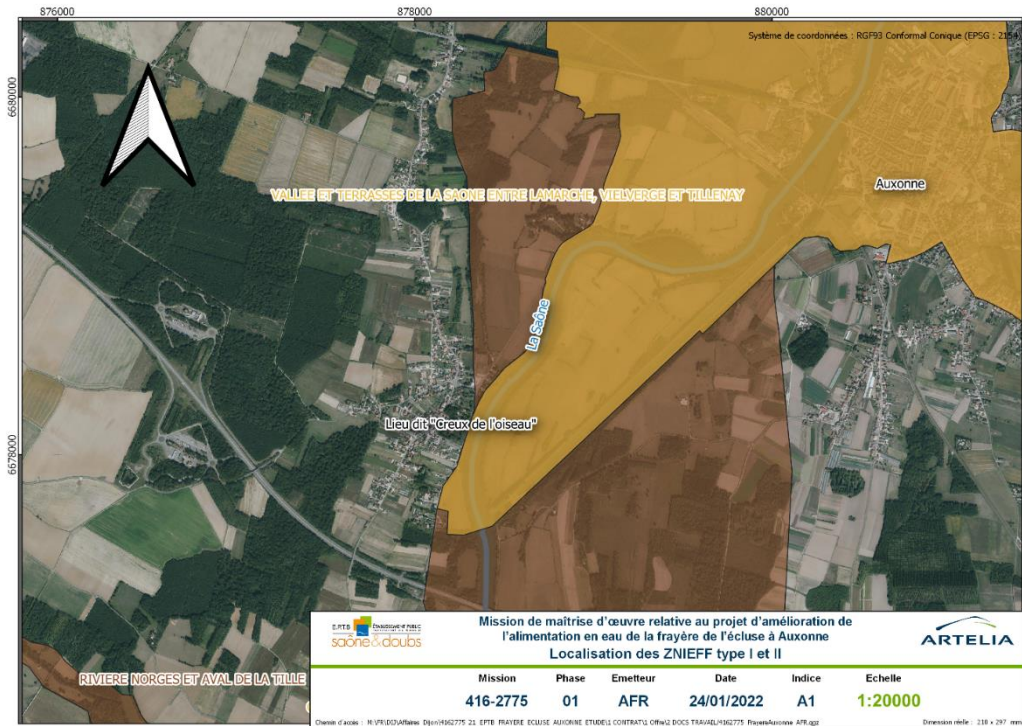 876000
878000
880000
Système de coordonnées : RGF93 Conformal Conique (EPSG : 2154)
6680000
VALLEE ET TERRASSES DE LA SAONE ENTRE LAMARCHE, VIELVERGE ET TILLENAY
Auxonne
La Saône
Lieu dit "Creux de l'oiseau"
6678000
RIVIERE NORGES ET AVAL DE LA TILLE
E.P.T.B
ÉTABLISSEMENT PUBLIC
saône&doubs
Mission de maîtrise d'œuvre relative au projet d'amélioration de
l'alimentation en eau de la frayère de l'écluse à Auxonne
Localisation des ZNIEFF type I et II
ARTELIA
Mission Phase Emetteur Date Indice Echelle
416-2775 01 AFR 24/01/2022 A1 1:20000
Chemin d'accès : 
Dimension réelle : 210 x 297 mm